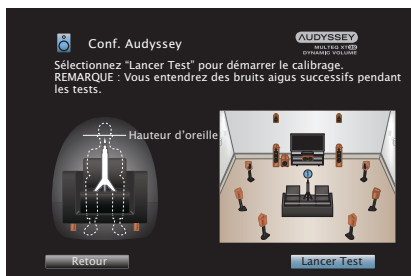 Conf. Audyssey
AUDYSSEY
MULTEQ XT32
DYNAMIC VOLUME
Sélectionnez “Lancer Test” pour démarrer le calibrage.
REMARQUE : Vous entendrez des bruits aigus successifs pendant
les tests.
Hauteur d’oreille
Retour
Lancer Test